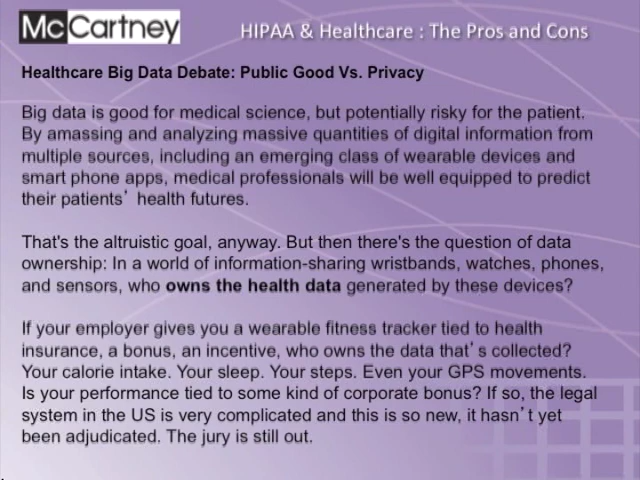 McCartney
HIPAA & Healthcare : The Pros and Cons
Healthcare Big Data Debate: Public Good Vs. Privacy
Big data is good for medical science, but potentially risky for the patient.
By amassing and analyzing massive quantities of digital information from
multiple sources, including an emerging class of wearable devices and
smart phone apps, medical professionals will be well equipped to predict
their patients’ health futures.
That's the altruistic goal, anyway. But then there's the question of data
ownership: In a world of information-sharing wristbands, watches, phones,
and sensors, who owns the health data generated by these devices?
If your employer gives you a wearable fitness tracker tied to health
insurance, a bonus, an incentive, who owns the data that’s collected?
Your calorie intake. Your sleep. Your steps. Even your GPS movements.
Is your performance tied to some kind of corporate bonus? If so, the legal
system in the US is very complicated and this is so new, it hasn’t yet
been adjudicated. The jury is still out.